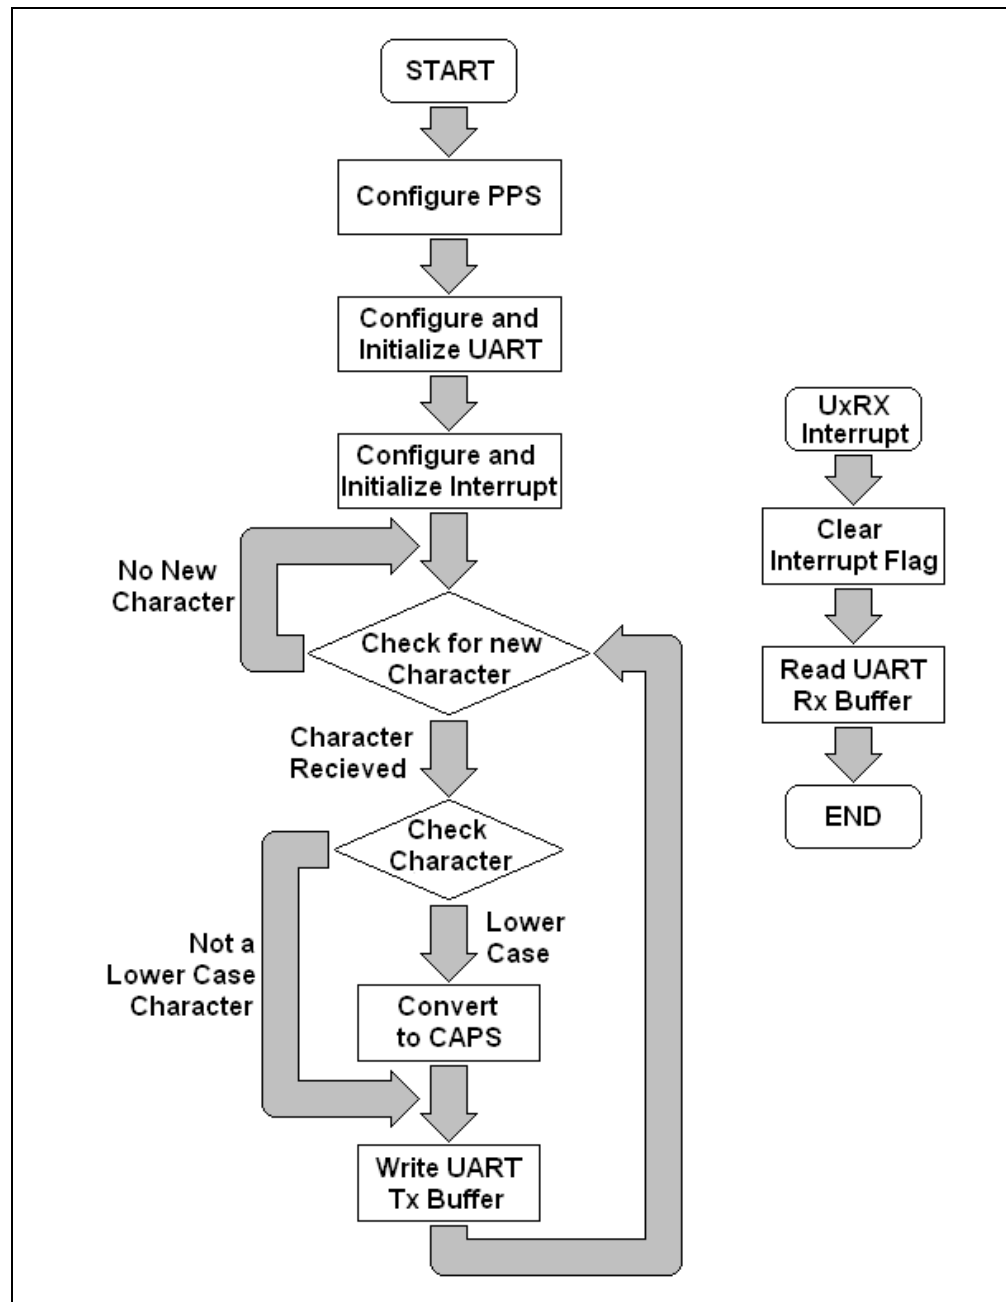 START
Configure PPS
Configure and
Initialize UART
Configure and
Initialize Interrupt
No New
Character
Check for new
Character
Character
Recieved
Check
Character
Lower
Case
Not a
Lower Case
Character
Convert
to CAPS
Write UART
Tx Buffer
UxRX
Interrupt
Clear
Interrupt Flag
Read UART
Rx Buffer
END